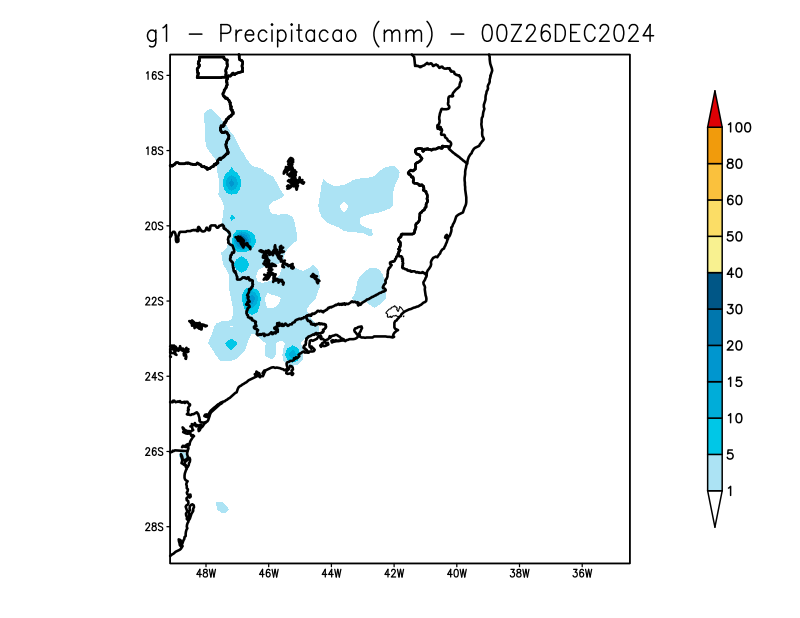 g1 – Precipitacao (mm) – 00Z26DEC2024
16S
18S
20S
22S
24S
26S
28S
48W 46W 44W 42W 40W 38W 36W
100
80
60
50
40
30
20
15
10
5
1